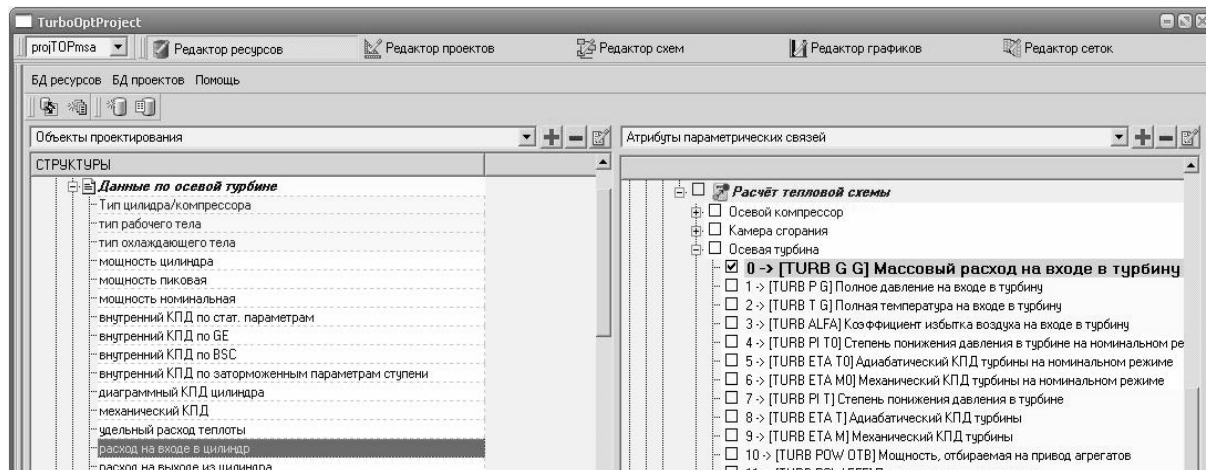 TurboOptProject
projTOPmsa Редактор ресурсов Редактор проектов Редактор схем Редактор графиков Редактор сеток
БД ресурсов БД проектов Помощь
Объекты проектирования
СТРУКТУРЫ
Данные по осевой турбине
Тип цилидра/компрессора
тип рабочего тела
тип охлаждающего тела
мощность цилиндра
мощность пиковая
мощность номинальная
внутренний КПД по стат. параметрам
внутренний КПД по GE
внутренний КПД по BSC
внутренний КПД по заторможенным параметрам ступени
диаграммный КПД цилиндра
механический КПД
удельный расход теплоты
расход на входе в цилиндр
расход на выходе из цилиндра
Атрибуты параметрических связей
Расчёт тепловой схемы
Осевой компрессор
Камера сгорания
Осевая турбина
0 -> [TURB G G] Массовый расход на входе в турбину
1 -> [TURB P G] Полное давление на входе в турбину
2 -> [TURB T G] Полная температура на входе в турбину
3 -> [TURB ALFA] Коэффициент избытка воздуха на входе в турбину
4 -> [TURB PI T0] Степень понижения давления в турбине на номинальном ре
5 -> [TURB ETA T0] Адиабатический КПД турбины на номинальном режиме
6 -> [TURB ETA M0] Механический КПД турбины на номинальном режиме
7 -> [TURB PI T] Степень понижения давления в турбине
8 -> [TURB ETA T] Адиабатический КПД турбины
9 -> [TURB ETA M] Механический КПД турбины
10 -> [TURB POW OTB] Мощность, отбираемая на привод агрегатов